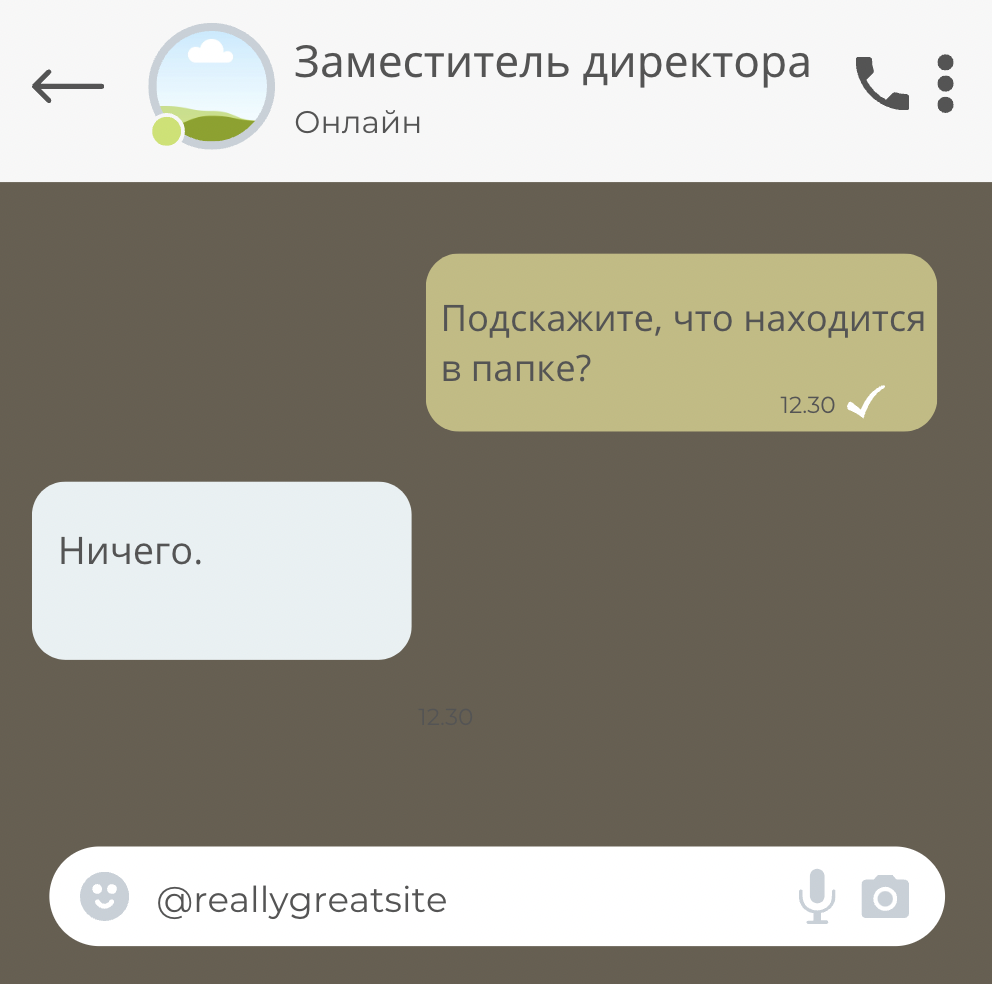 Заместитель директора
Онлайн
Подскажите, что находится
в папке?
12.30
Ничего.
12.30
@reallygreatsite